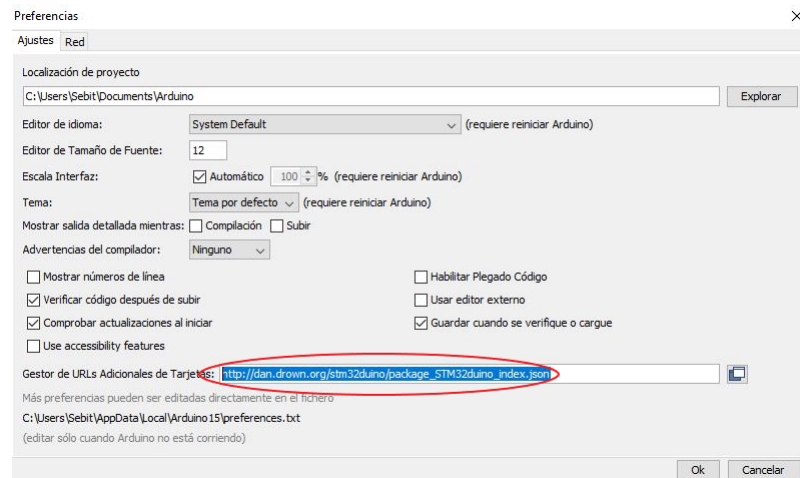 Preferencias
Ajustes Red
Localización de proyecto
C:\Users\Sebit\Documents\Arduino Explorar
Editor de idioma: System Default (requiere reiniciar Arduino)
Editor de Tamaño de Fuente: 12
Escala Interfaz: Automático 100 % (requiere reiniciar Arduino)
Tema: Tema por defecto (requiere reiniciar Arduino)
Mostrar salida detallada mientras: Compilación Subir
Advertencias del compilador: Ninguno
Mostrar números de línea Habilitar Plegado Código
Verificar código después de subir Usar editor externo
Comprobar actualizaciones al iniciar Guardar cuando se verifique o cargue
Use accessibility features
Gestor de URLs Adicionales de Tarjetas: http://dan.drown.org/stm32duino/package_STM32duino_index.json
Más preferencias pueden ser editadas directamente en el fichero
C:\Users\Sebit\AppData\Local\Arduino15\preferences.txt
(editar sólo cuando Arduino no está corriendo)
Ok Cancelar